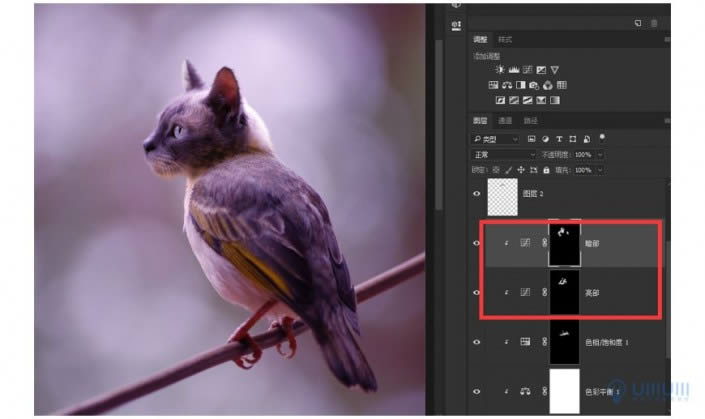 调整 样式
添加调整
图层 通道 路径
类型
正常 不透明度: 100%
锁定: 填充: 100%
图层 2
暗部
亮部
色相/饱和度 1
色彩平衡 1
UIIIUIII